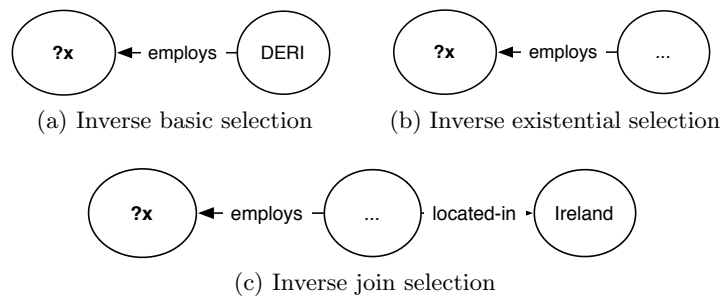 ?x employs DERI ?x employs ...
(a) Inverse basic selection (b) Inverse existential selection
?x employs ... located-in Ireland
(c) Inverse join selection